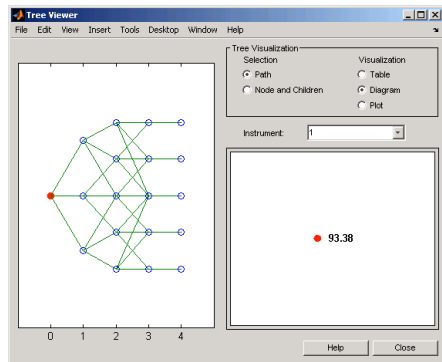 Tree Viewer
File Edit View Insert Tools Desktop Window Help
Tree Visualization
Selection
Visualization
Path
Table
Node and Children
Diagram
Plot
Instrument:
1
93.38
0 1 2 3 4
Help
Close